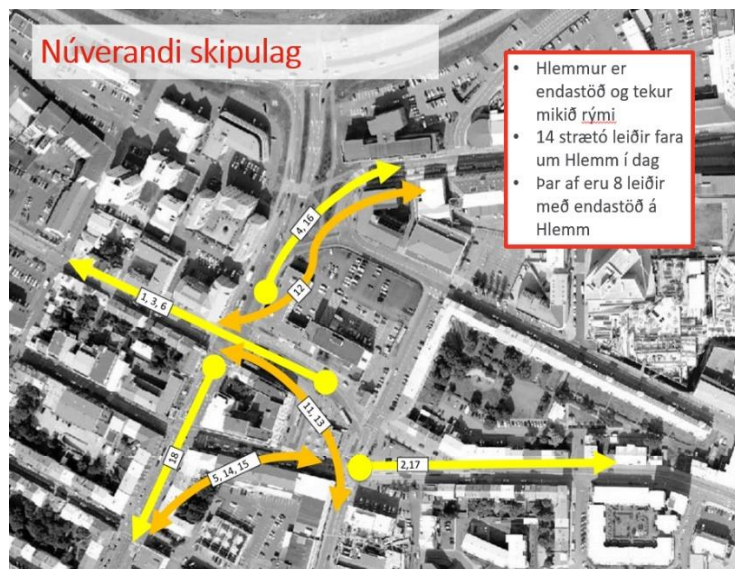 Núverandi skipulag
• Hlemmur er
endastöð og tekur
mikið rými
• 14 strætó leiðir fara
um Hlemm í dag
• Þar af eru 8 leiðir
með endastöð á
Hlemm
4, 16
12
1, 3, 6
11, 13
18
5, 14, 15
2,17